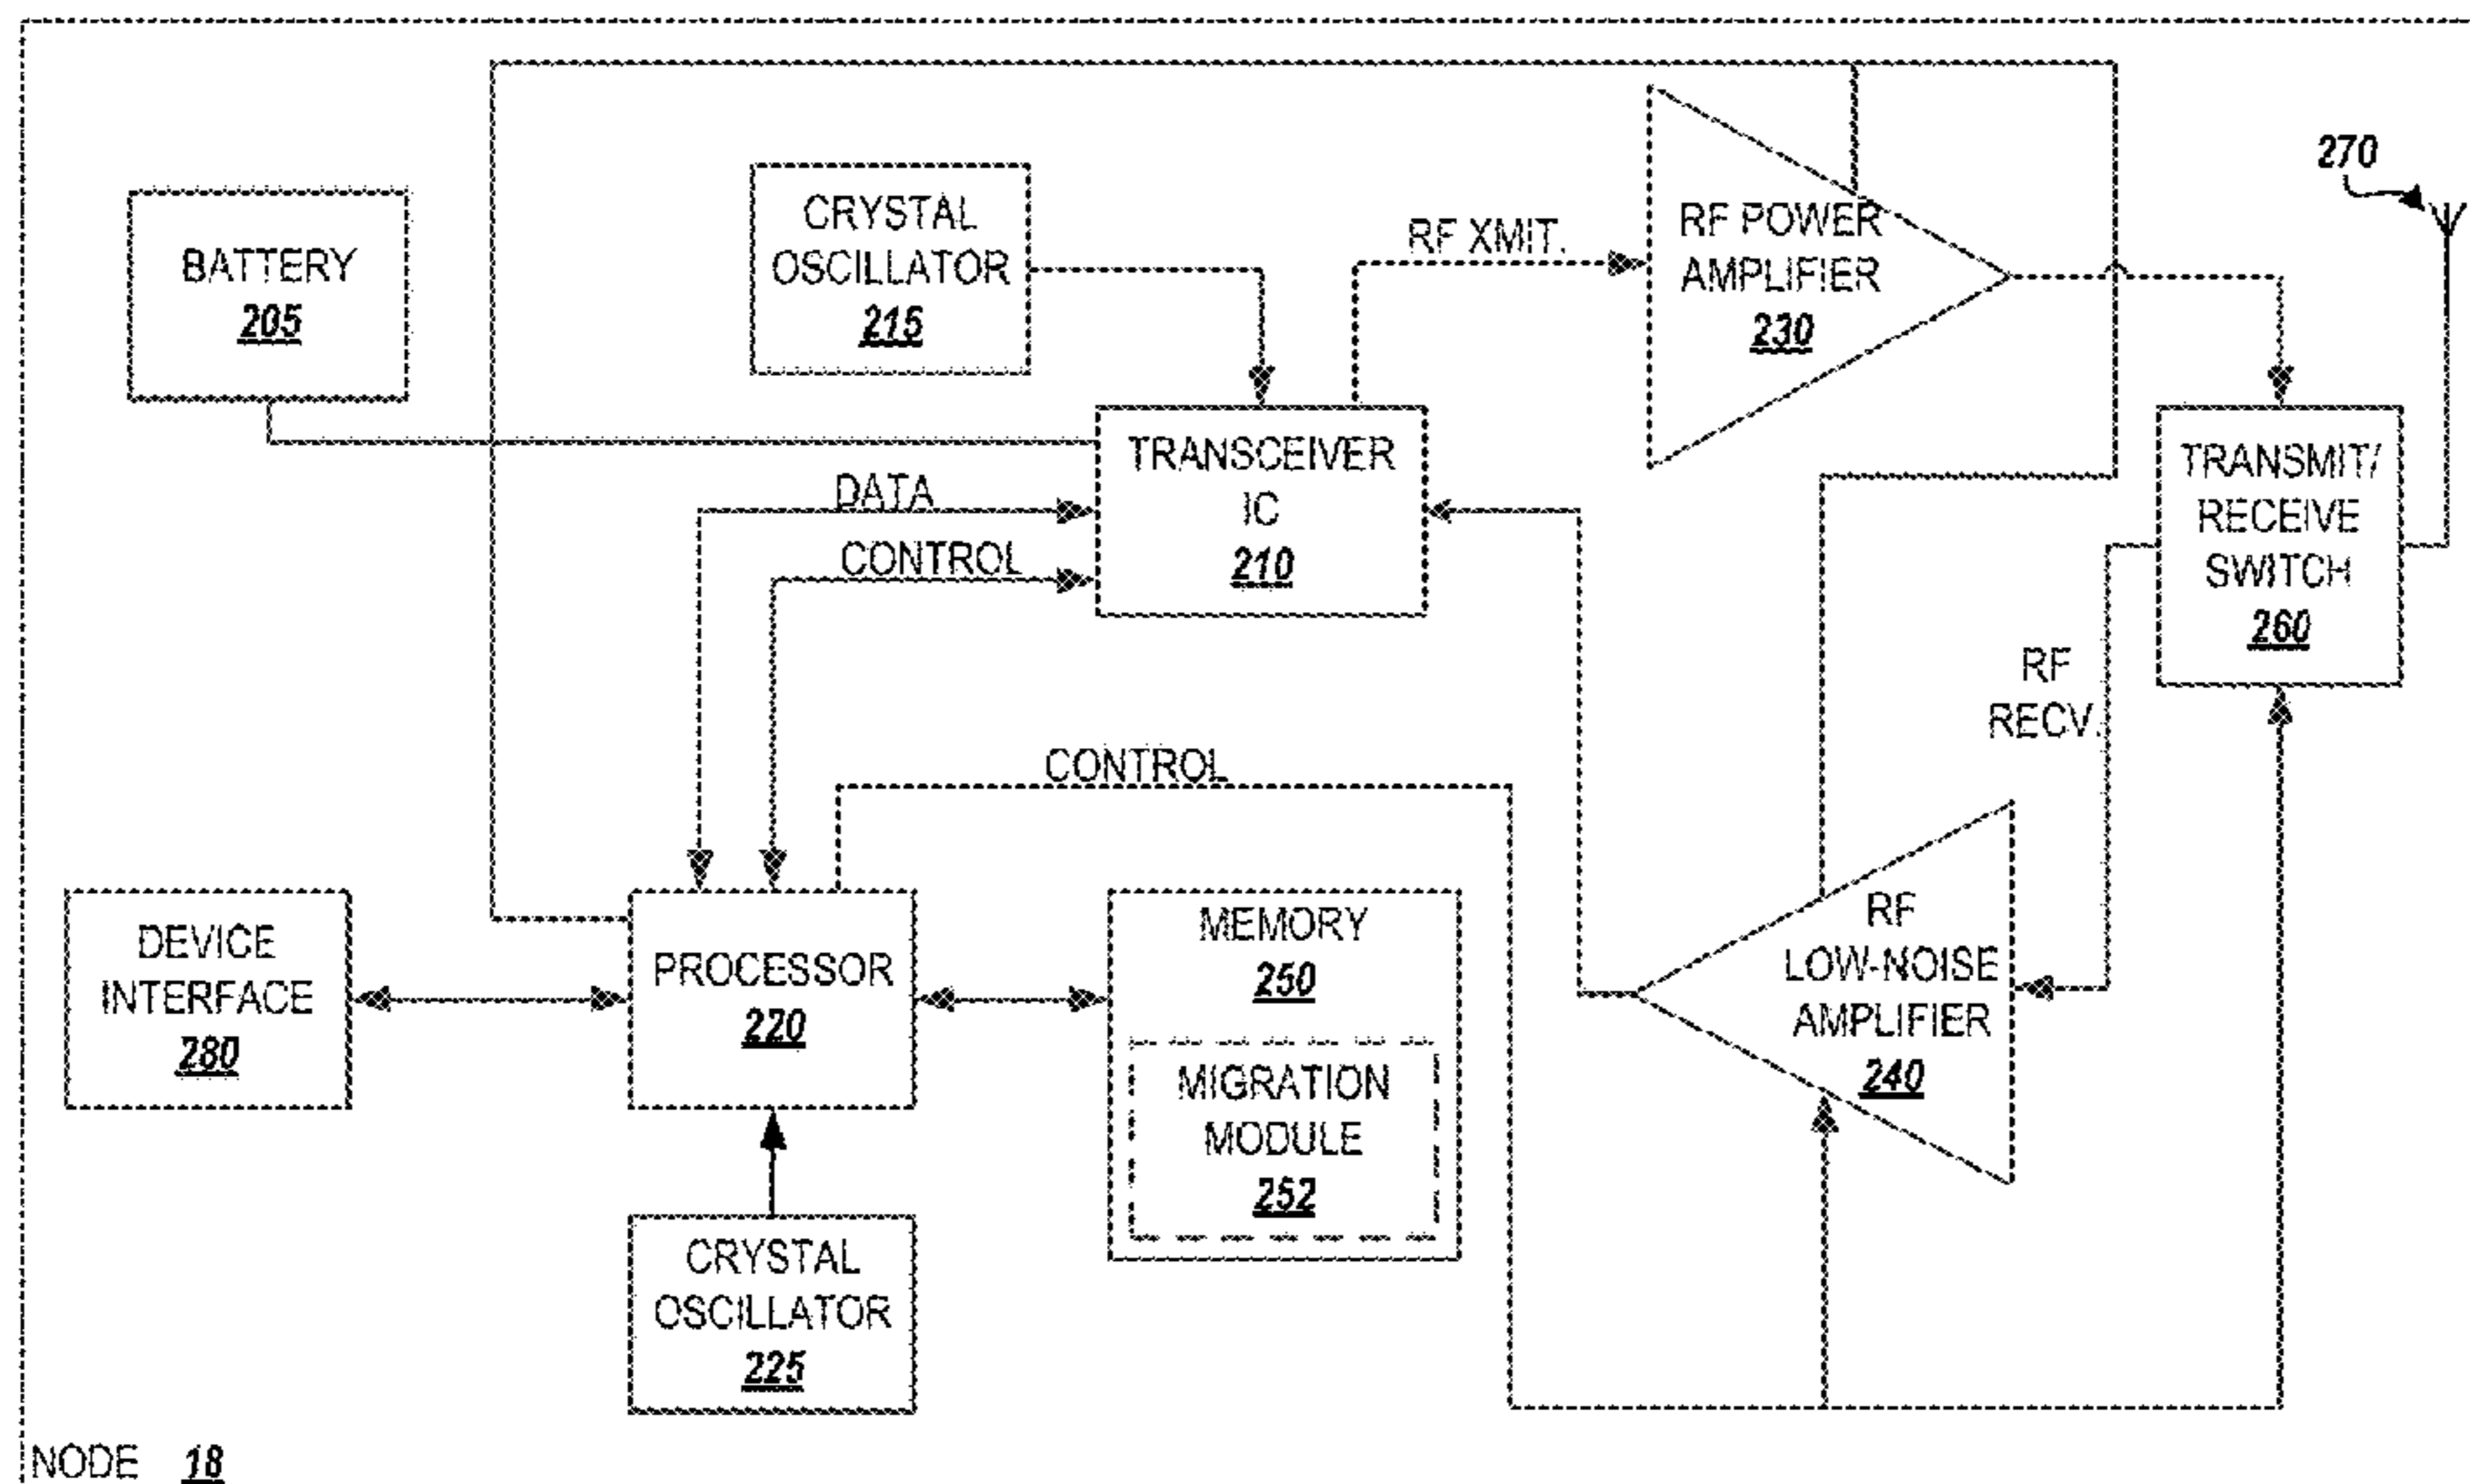 270
CRYSTAL
OSCILLATOR
215
BATTERY
205
RF XMIT.
RF POWER
AMPLIFIER
230
TRANSCEIVER
IC
210
TRANSMIT/
RECEIVE
SWITCH
260
DATA
CONTROL
RF
RECV.
CONTROL
DEVICE
INTERFACE
280
PROCESSOR
220
MEMORY
250
MIGRATION
MODULE
252
RF
LOW-NOISE
AMPLIFIER
240
CRYSTAL
OSCILLATOR
225
NODE 18